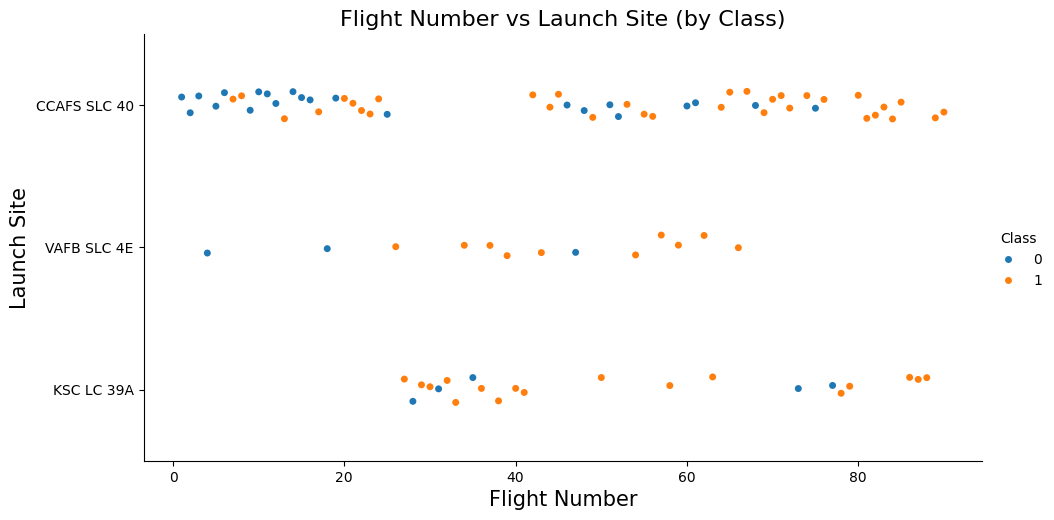 Flight Number vs Launch Site (by Class)
Launch Site
CCAFS SLC 40
VAFB SLC 4E
KSC LC 39A
0
20
40
60
80
Flight Number
Class
0
1